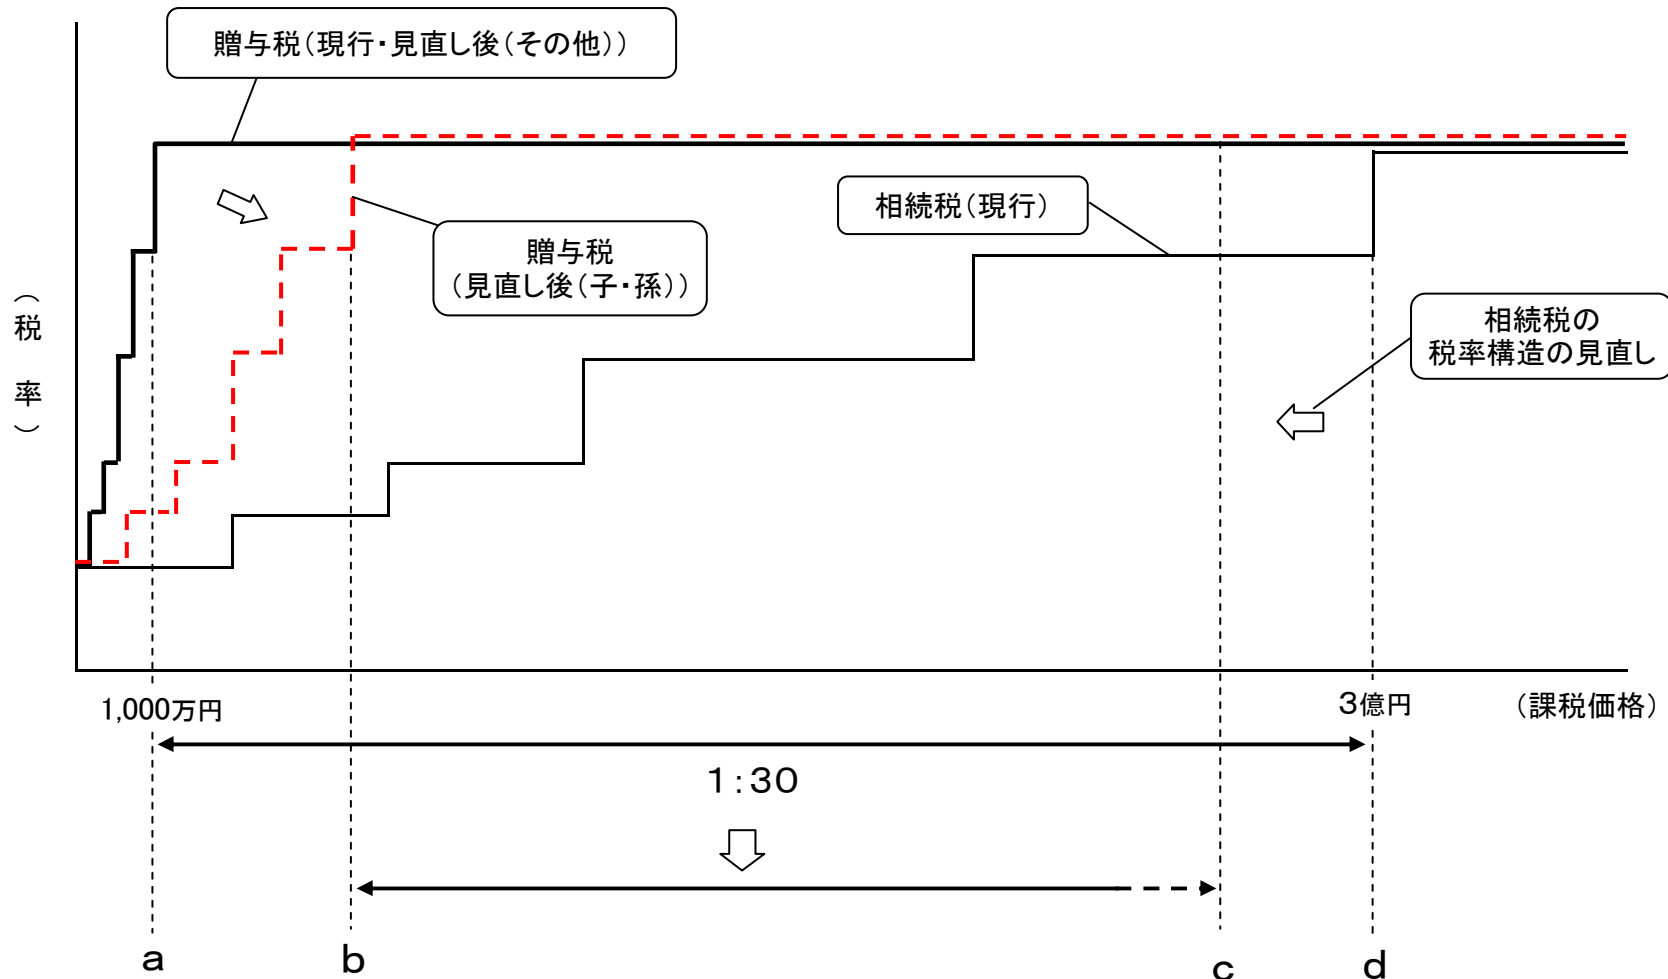 贈与税（現行・見直し後（その他））
相続税（現行）
贈与税
（見直し後（子・孫））
相続税の
税率構造の見直し
（税　率）
1,000万円
３億円
（課税価格）
１：３０
a
b
c
d